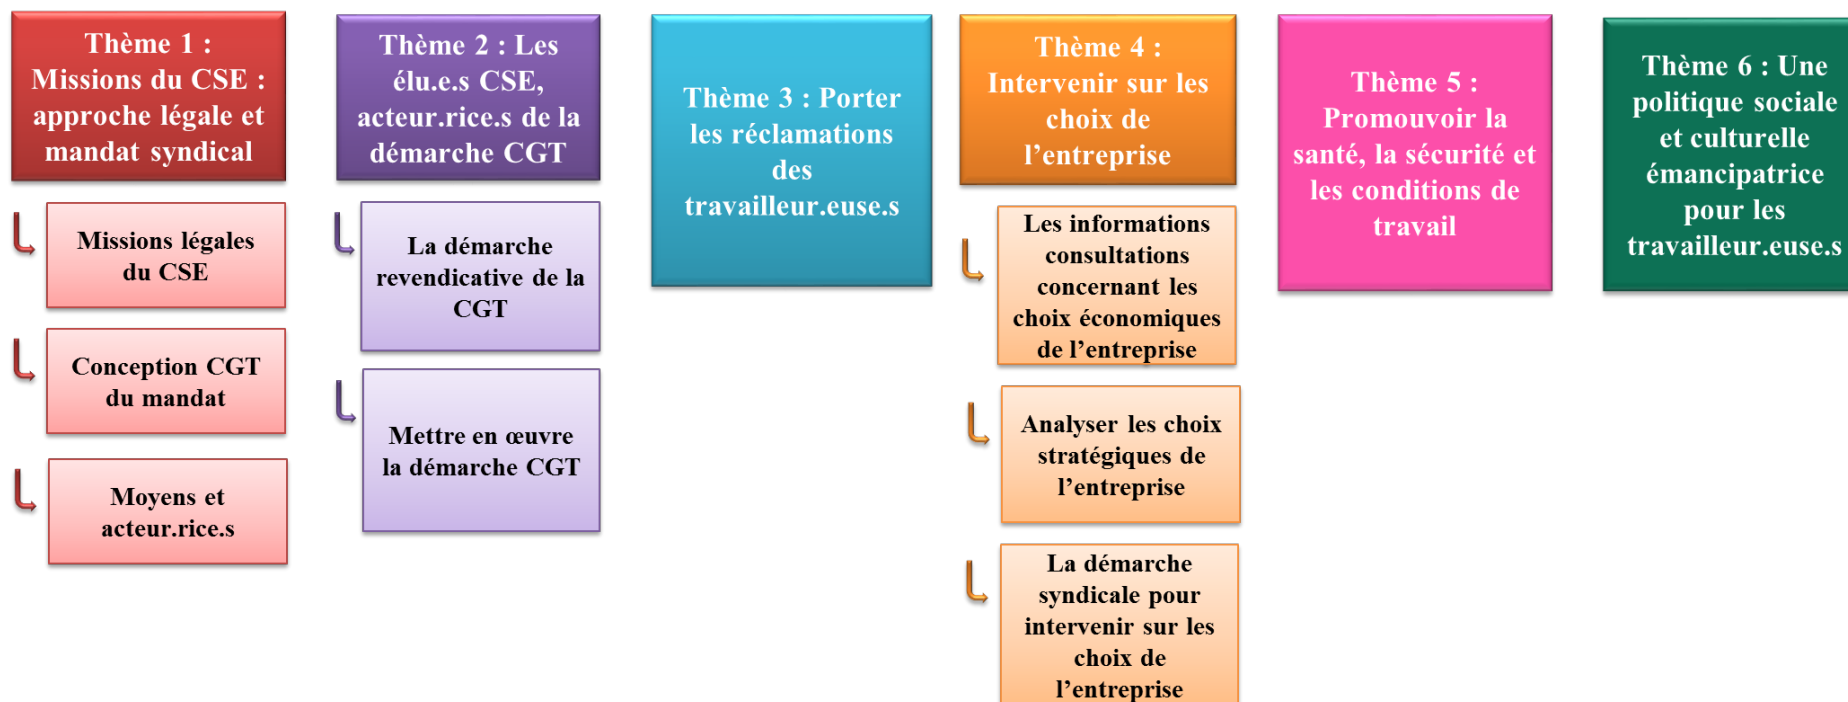 Thème 1 :
Missions du CSE :
approche légale et
mandat syndical
Missions légales
du CSE
Conception CGT
du mandat
Moyens et
acteur.rice.s
Thème 2 : Les
élu.e.s CSE,
acteur.rice.s de la
démarche CGT
La démarche
revendicative de la
CGT
Mettre en œuvre
la démarche CGT
Thème 3 : Porter
les réclamations
des
travailleur.euse.s
Thème 4 :
Intervenir sur les
choix de
l’entreprise
Les informations
consultations
concernant les
choix économiques
de l’entreprise
Analyser les choix
stratégiques de
l’entreprise
La démarche
syndicale pour
intervenir sur les
choix de
l’entreprise
Thème 5 :
Promouvoir la
santé, la sécurité et
les conditions de
travail
Thème 6 : Une
politique sociale
et culturelle
émancipatrice
pour les
travailleur.euse.s